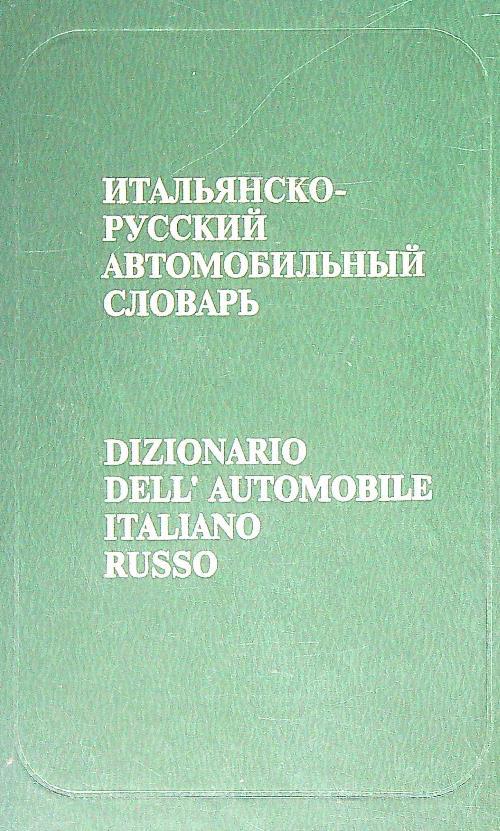 ИТАЛЬЯНСКО-
РУССКИЙ
АВТОМОБИЛЬНЫЙ
СЛОВАРЬ
DIZIONARIO
DELL' AUTOMOBILE
ITALIANO
RUSSO